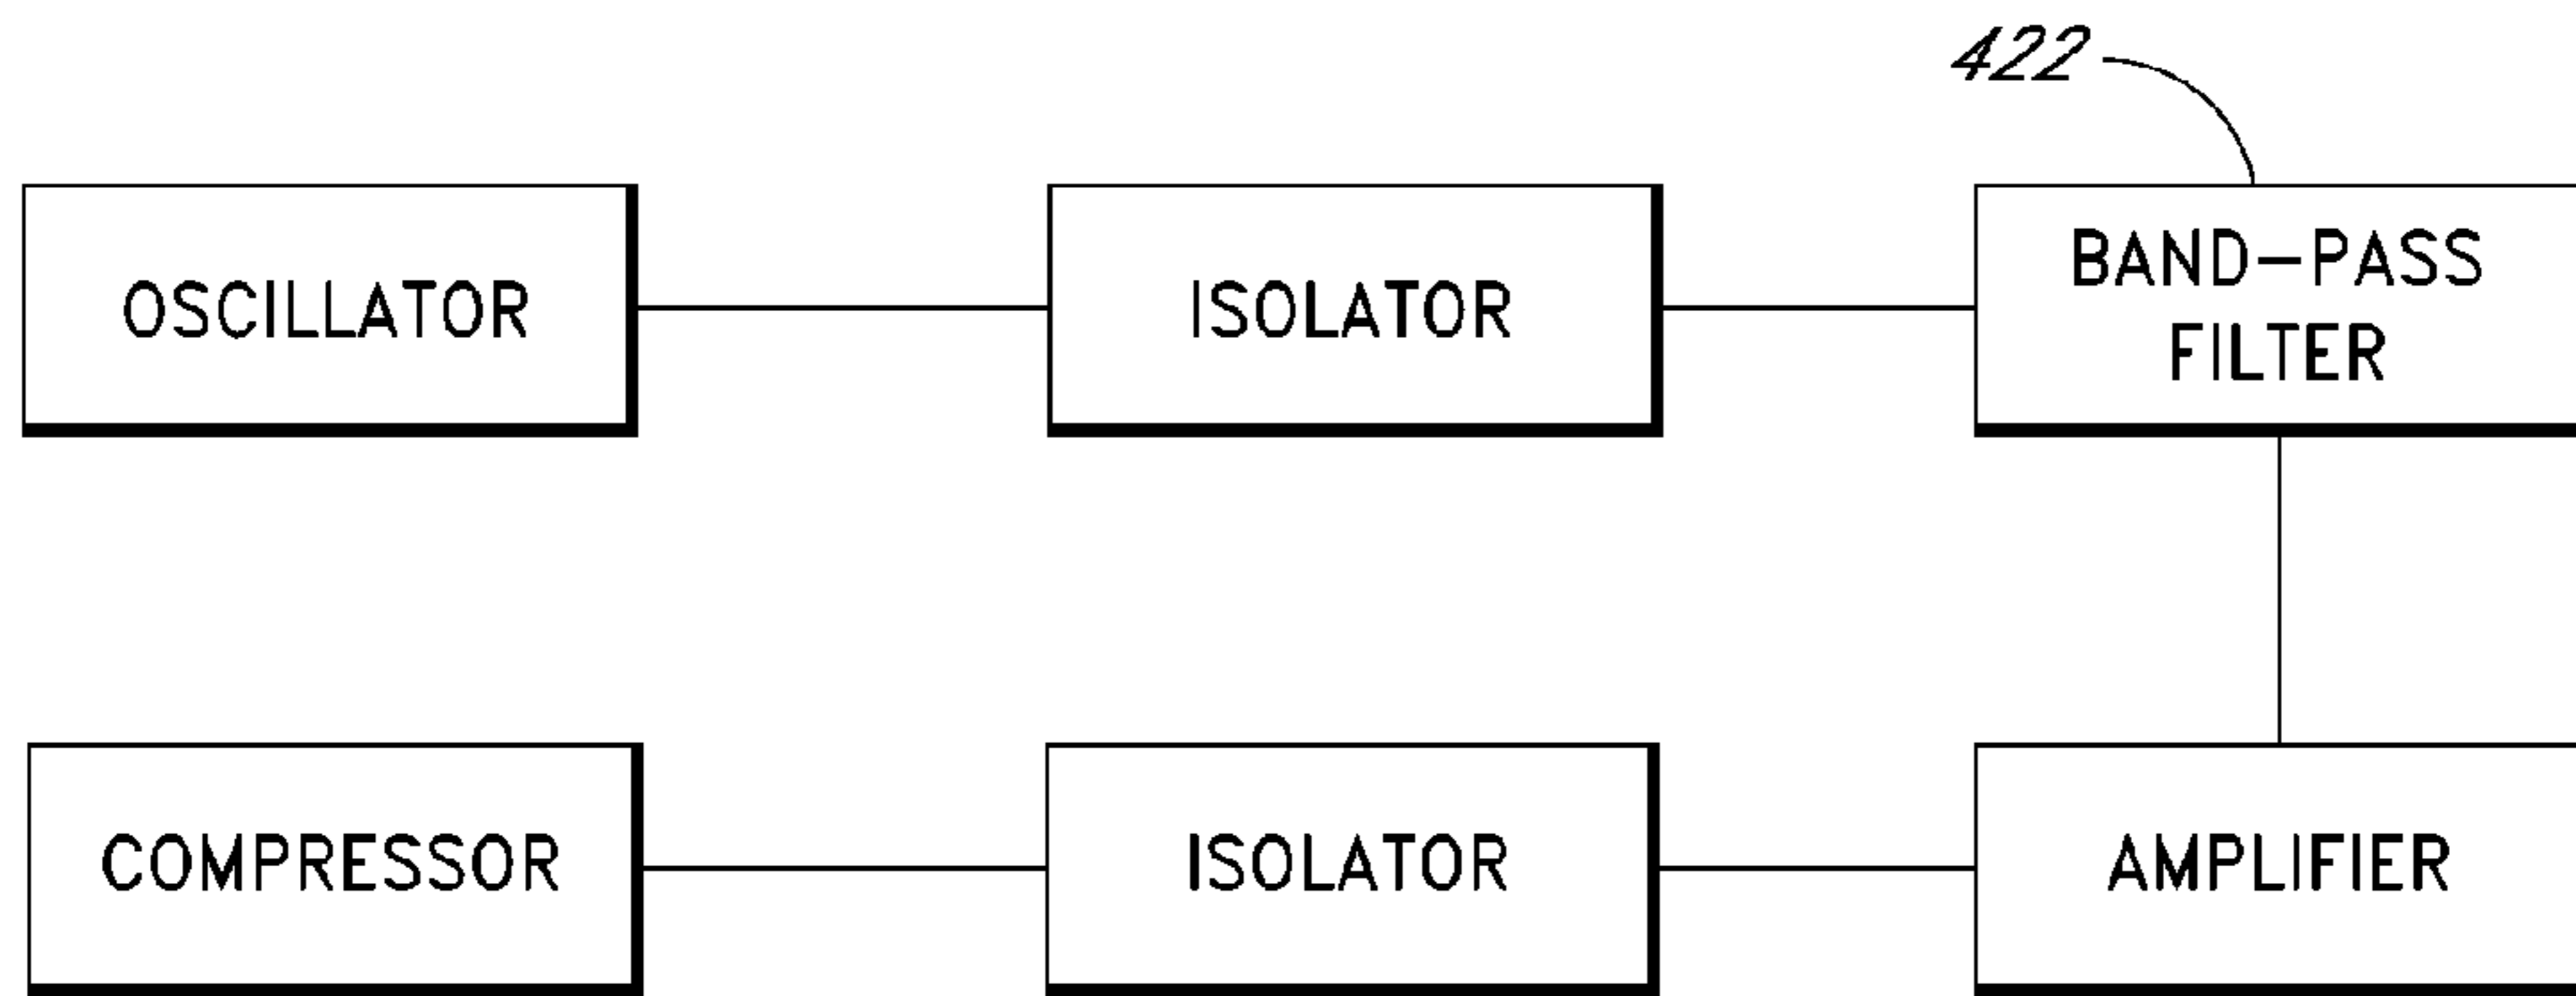 422
OSCILLATOR
ISOLATOR
BAND-PASS
FILTER
COMPRESSOR
ISOLATOR
AMPLIFIER